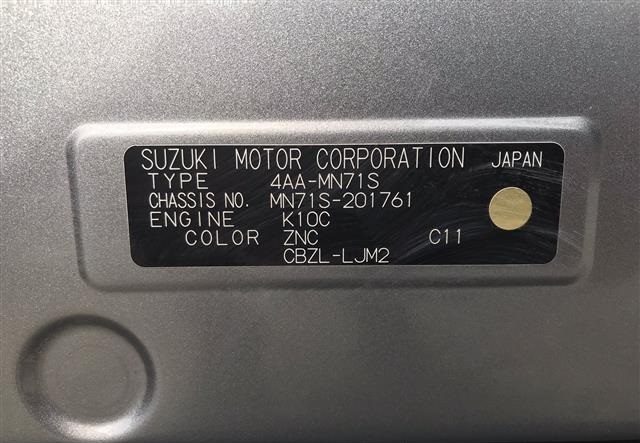 SUZUKI MOTOR CORPORATION JAPAN
TYPE 4AA-MN71S
CHASSIS NO. MN71S-201761
ENGINE K10C
COLOR ZNC C11
CBZL-LJM2